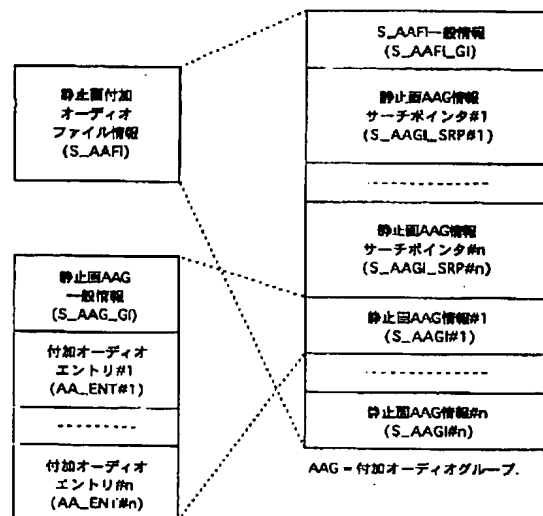 静止画付加
オーディオ
ファイル情報
(S_AAFI)
S_AAFI一般情報
(S_AAFI_GI)
静止画AAG情報
サーチポインタ#1
(S_AAGI_SRP#1)
静止画AAG情報
サーチポインタ#n
(S_AAGI_SRP#n)
静止画AAG情報#1
(S_AAGI#1)
静止画AAG情報#n
(S_AAGI#n)
AAG = 付加オーディオグループ.
静止画AAG
一般情報
(S_AAG_GI)
付加オーディオ
エントリ#1
(AA_ENT#1)
付加オーディオ
エントリ#n
(AA_ENT#n)